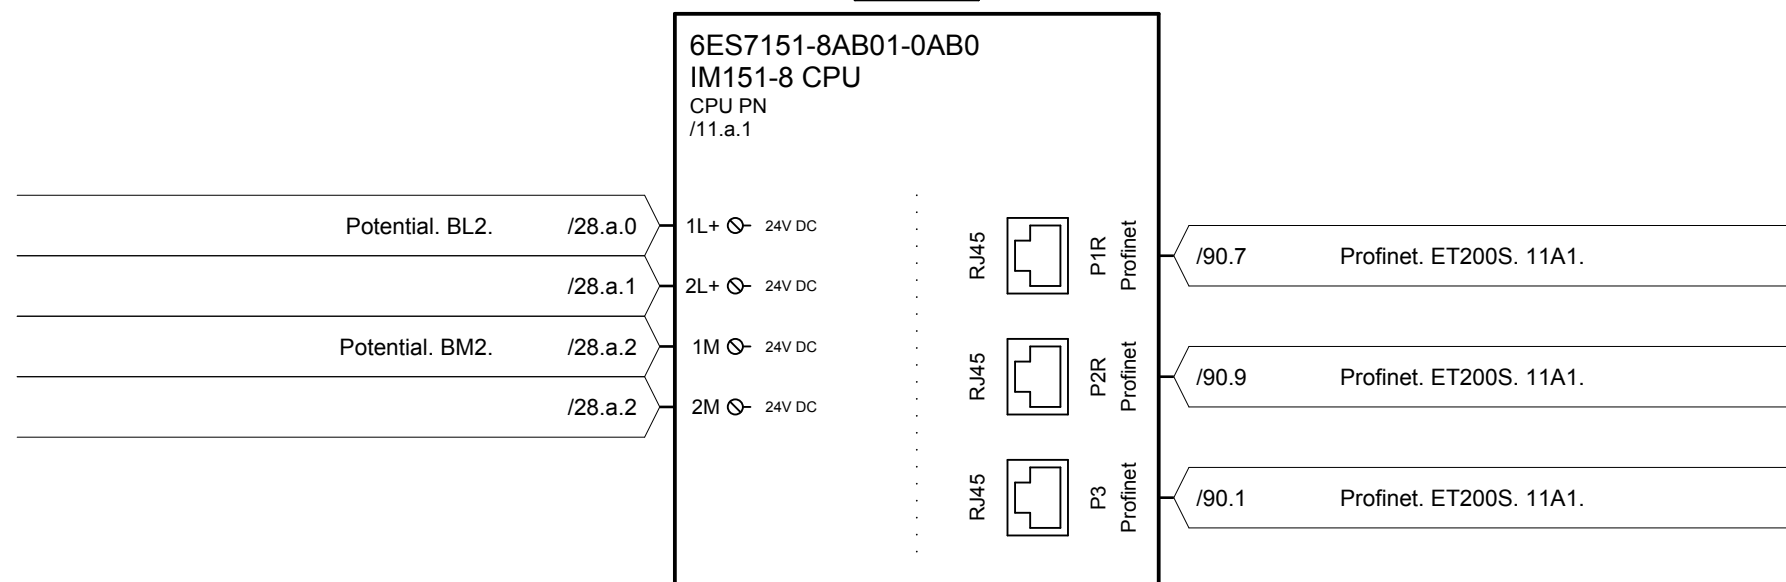 6ES7151-8AB01-0AB0
IM151-8 CPU
CPU PN
/11.a.1
Potential. BL2. /28.a.0 1L+ 24V DC
/28.a.1 2L+ 24V DC
Potential. BM2. /28.a.2 1M 24V DC
/28.a.2 2M 24V DC
RJ45 P1R Profinet /90.7 Profinet. ET200S. 11A1.
RJ45 P2R Profinet /90.9 Profinet. ET200S. 11A1.
RJ45 P3 Profinet /90.1 Profinet. ET200S. 11A1.